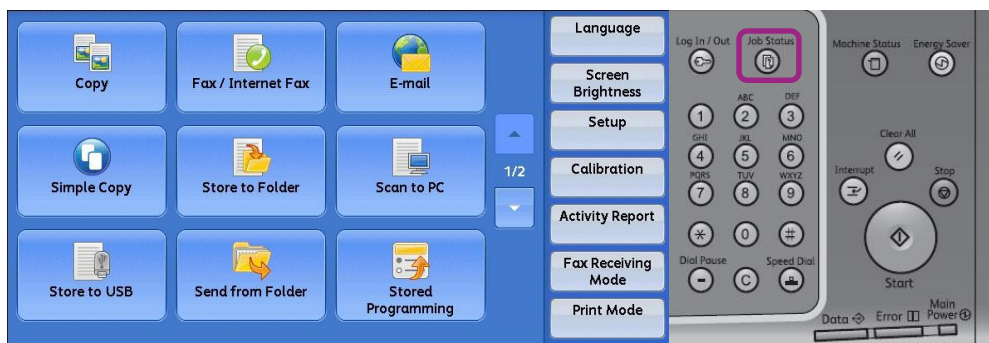 Copy
Fax / Internet Fax
E-mail
Simple Copy
Store to Folder
Scan to PC
Store to USB
Send from Folder
Stored
Programming
1/2
Language
Screen
Brightness
Setup
Calibration
Activity Report
Fax Receiving
Mode
Print Mode
Log In / Out
Job Status
Machine Status
Energy Saver
ABC
DEF
1
2
3
GHI
JKL
MNO
4
5
6
PQRS
TUV
WXYZ
7
8
9
*
0
#
Dial Pause
Speed Dial
-
C
Clear All
Interrupt
Stop
Start
Data
Error
Main
Power